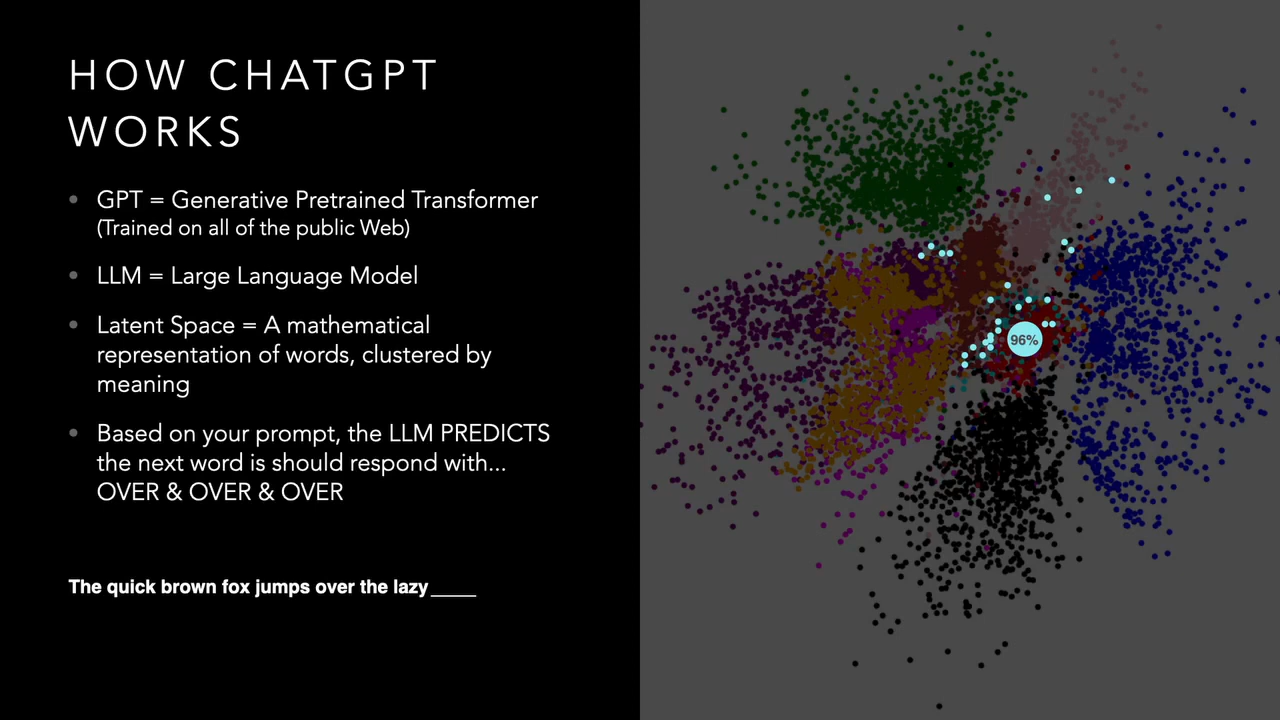 HOW CHATGPT
WORKS
• GPT = Generative Pretrained Transformer
(Trained on all of the public Web)
• LLM = Large Language Model
• Latent Space = A mathematical
representation of words, clustered by
meaning
• Based on your prompt, the LLM PREDICTS
the next word is should respond with...
OVER & OVER & OVER
The quick brown fox jumps over the lazy_____
96%